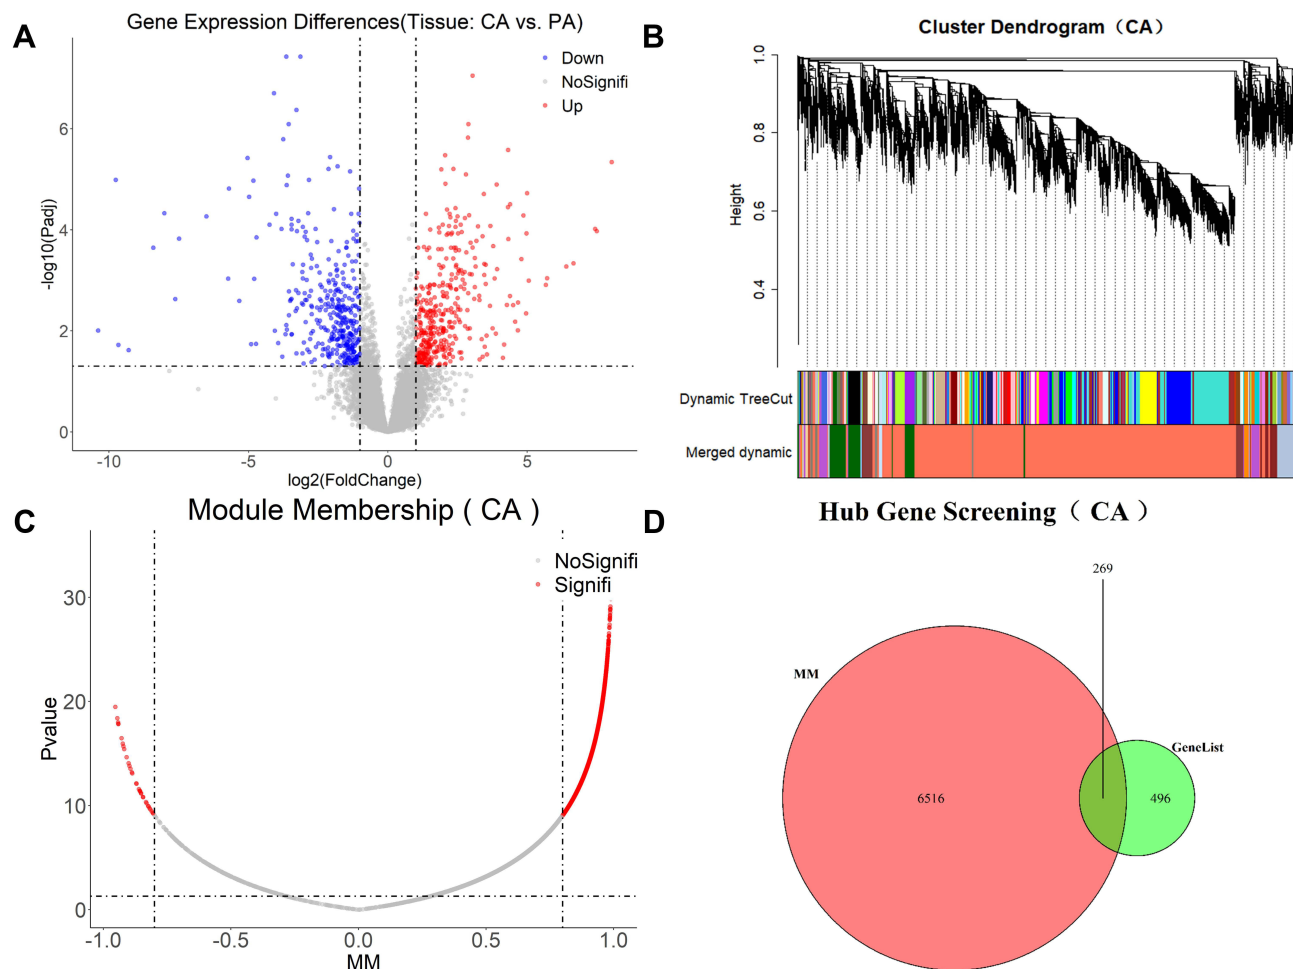 A
Gene Expression Differences(Tissue: CA vs. PA)
Down
NoSignifi
Up
6
4
2
0
-log10(Padj)
-10
-5
0
5
log2(FoldChange)
B
Cluster Dendrogram（CA）
1.0
0.8
0.6
0.4
Height
Dynamic TreeCut
Merged dynamic
C
Module Membership ( CA )
NoSignifi
Signifi
30
20
10
0
Pvalue
-1.0
-0.5
0.0
0.5
1.0
MM
D
Hub Gene Screening（ CA ）
269
MM
GeneList
6516
496